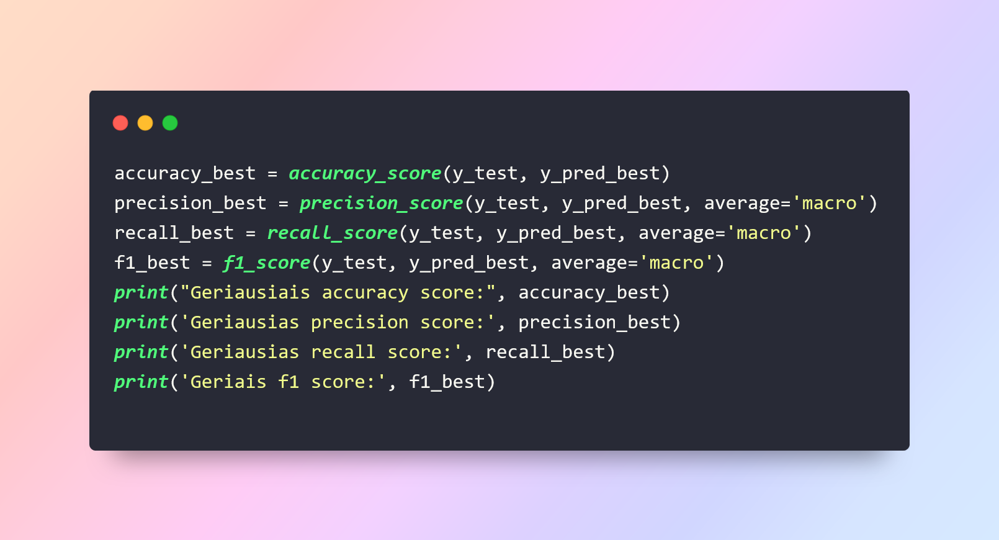 accuracy_best = accuracy_score(y_test, y_pred_best)
precision_best = precision_score(y_test, y_pred_best, average='macro')
recall_best = recall_score(y_test, y_pred_best, average='macro')
f1_best = f1_score(y_test, y_pred_best, average='macro')
print("Geriausiais accuracy score:", accuracy_best)
print('Geriausias precision score:', precision_best)
print('Geriausias recall score:', recall_best)
print('Geriais f1 score:', f1_best)